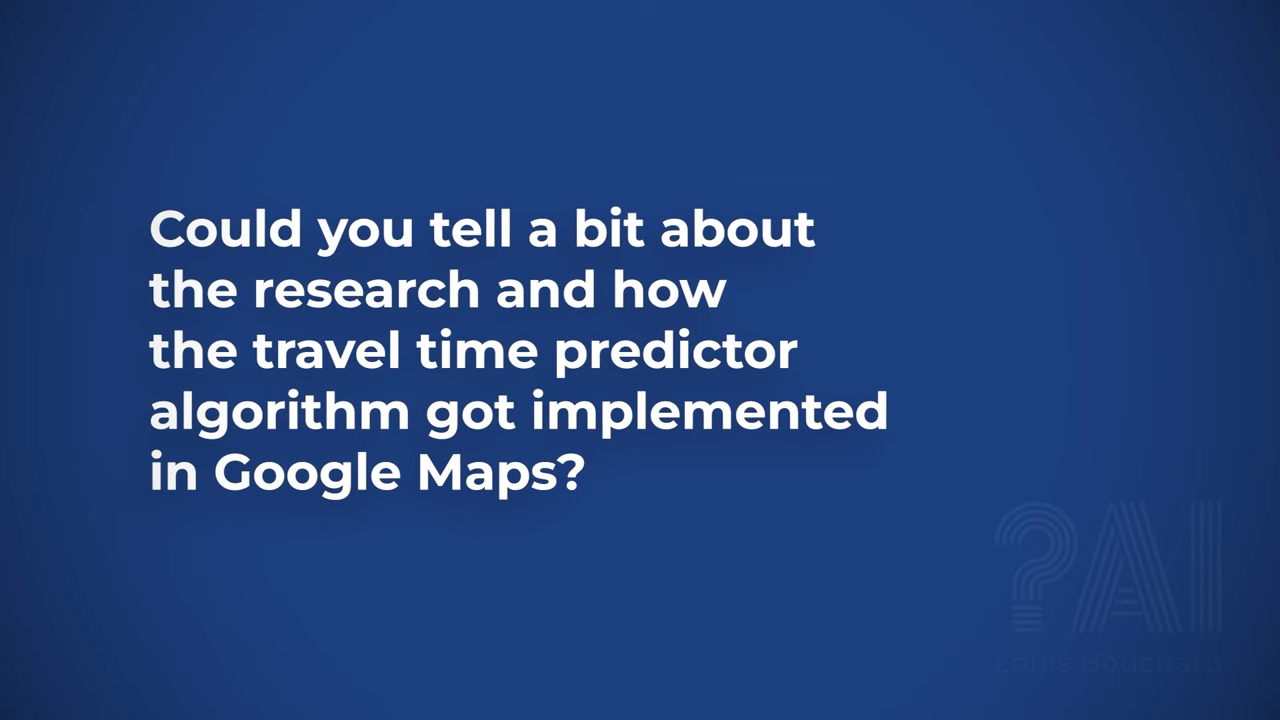 Could you tell a bit about
the research and how
the travel time predictor
algorithm got implemented
in Google Maps?
?AI
Louis Bouchard